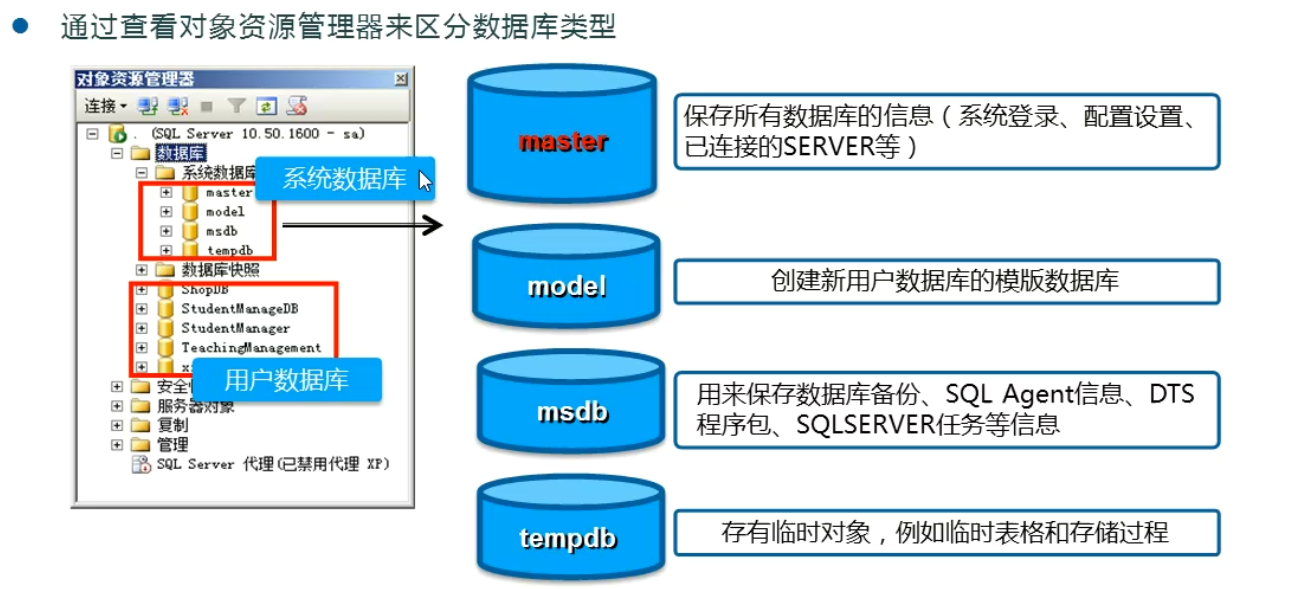 通过查看对象资源管理器来区分数据库类型
对象资源管理器
连接
. (SQL Server 10.50.1600 - sa)
数据库
系统数据库
系统数据库
master
model
msdb
tempdb
数据库快照
ShopDB
StudentManageDB
StudentManager
TeachingManagement
用户数据库
服务器对象
复制
管理
SQL Server 代理(已禁用代理 XP)
master
保存所有数据库的信息（系统登录、配置设置、
已连接的SERVER等）
model
创建新用户数据库的模版数据库
msdb
用来保存数据库备份、SQL Agent信息、DTS
程序包、SQLSERVER任务等信息
tempdb
存有临时对象，例如临时表格和存储过程